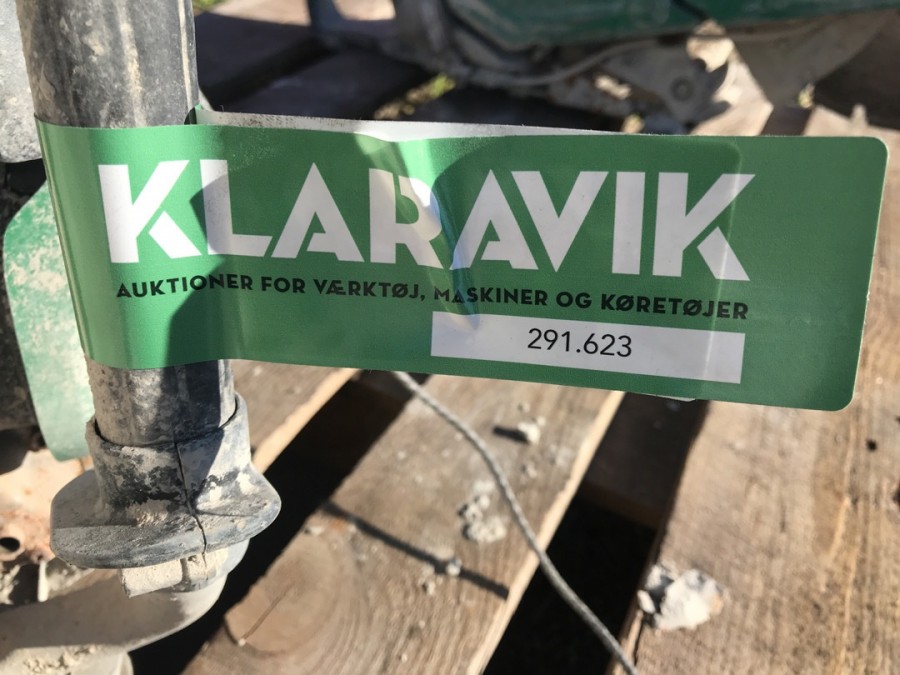 KLARAVIK
AUKTIONER FOR VÆRKTØJ, MASKINER OG KØRETØJER
291.623